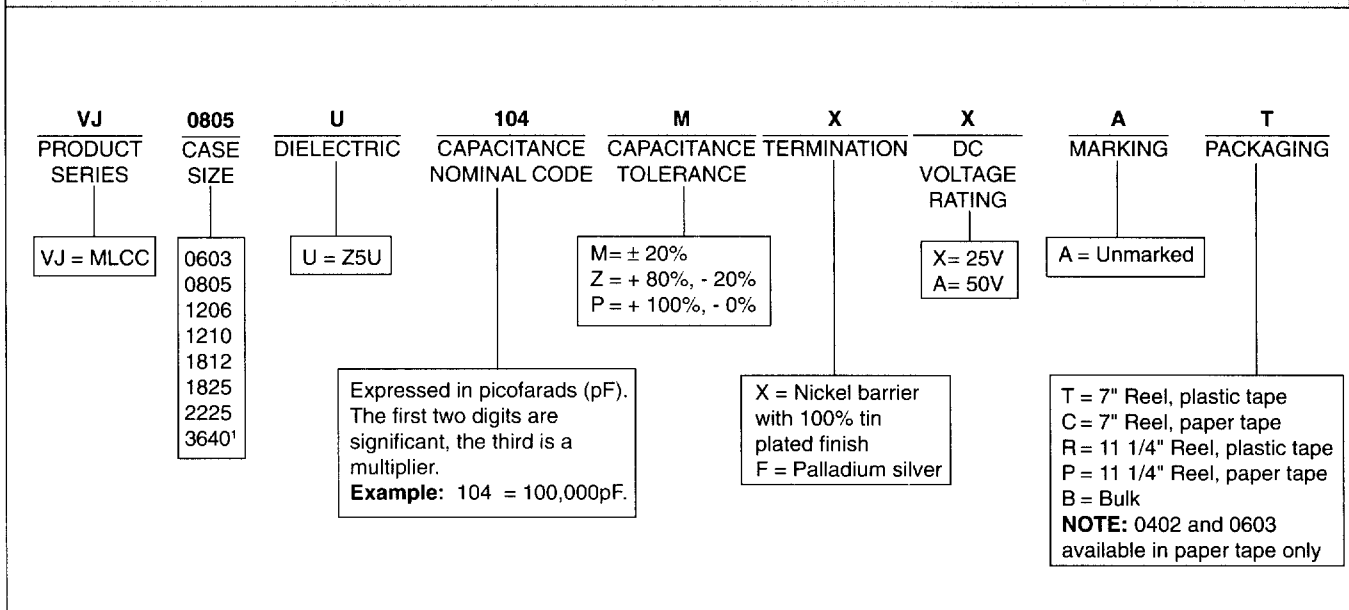 VJ 0805 U 104 M X X A T
PRODUCT SERIES
CASE SIZE
DIELECTRIC
CAPACITANCE NOMINAL CODE
CAPACITANCE TOLERANCE
TERMINATION
DC VOLTAGE RATING
MARKING
PACKAGING
VJ = MLCC
0603
0805
1206
1210
1812
1825
2225
3640¹
U = Z5U
Expressed in picofarads (pF).
The first two digits are
significant, the third is a
multiplier.
Example: 104 = 100,000pF.
M= ± 20%
Z = + 80%, - 20%
P = + 100%, - 0%
X = Nickel barrier
with 100% tin
plated finish
F = Palladium silver
X= 25V
A= 50V
A = Unmarked
T = 7" Reel, plastic tape
C = 7" Reel, paper tape
R = 11 1/4" Reel, plastic tape
P = 11 1/4" Reel, paper tape
B = Bulk
NOTE: 0402 and 0603
available in paper tape only